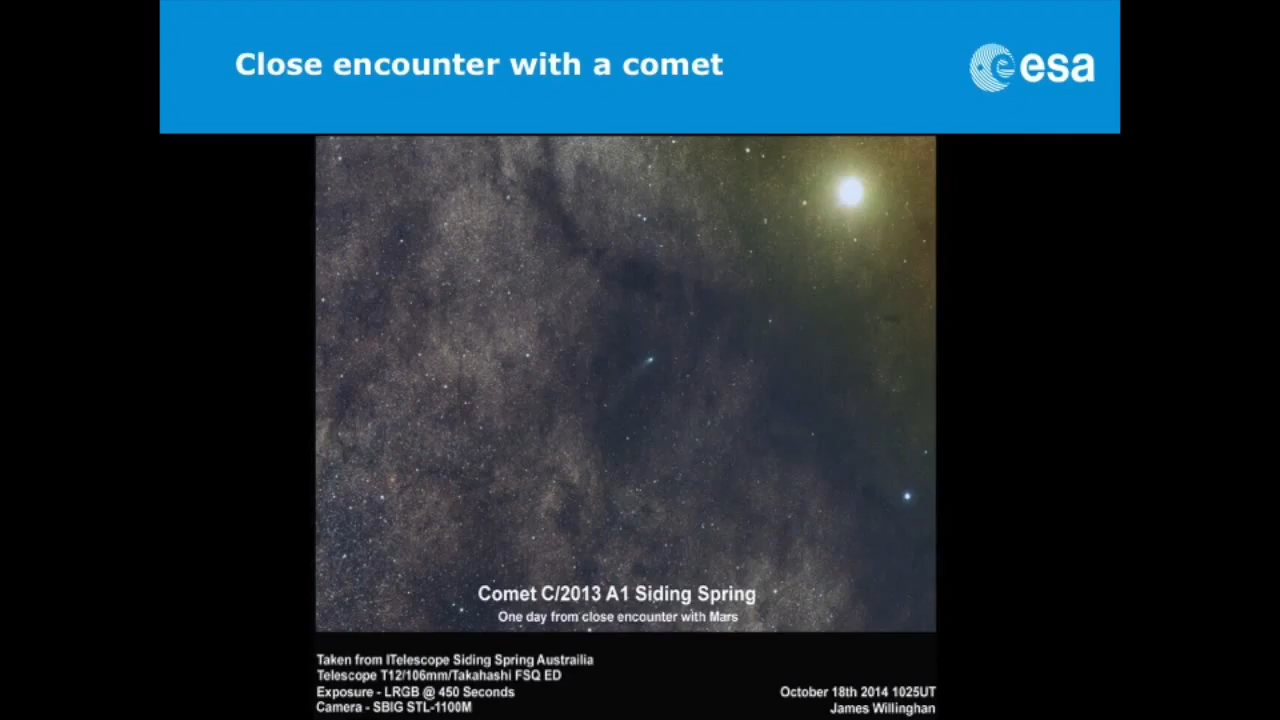 Close encounter with a comet
esa
Comet C/2013 A1 Siding Spring
One day from close encounter with Mars
Taken from ITelescope Siding Spring Austrailia
Telescope T12/106mm/Takahashi FSQ ED
Exposure - LRGB @ 450 Seconds
Camera - SBIG STL-1100M
October 18th 2014 1025UT
James Willinghan